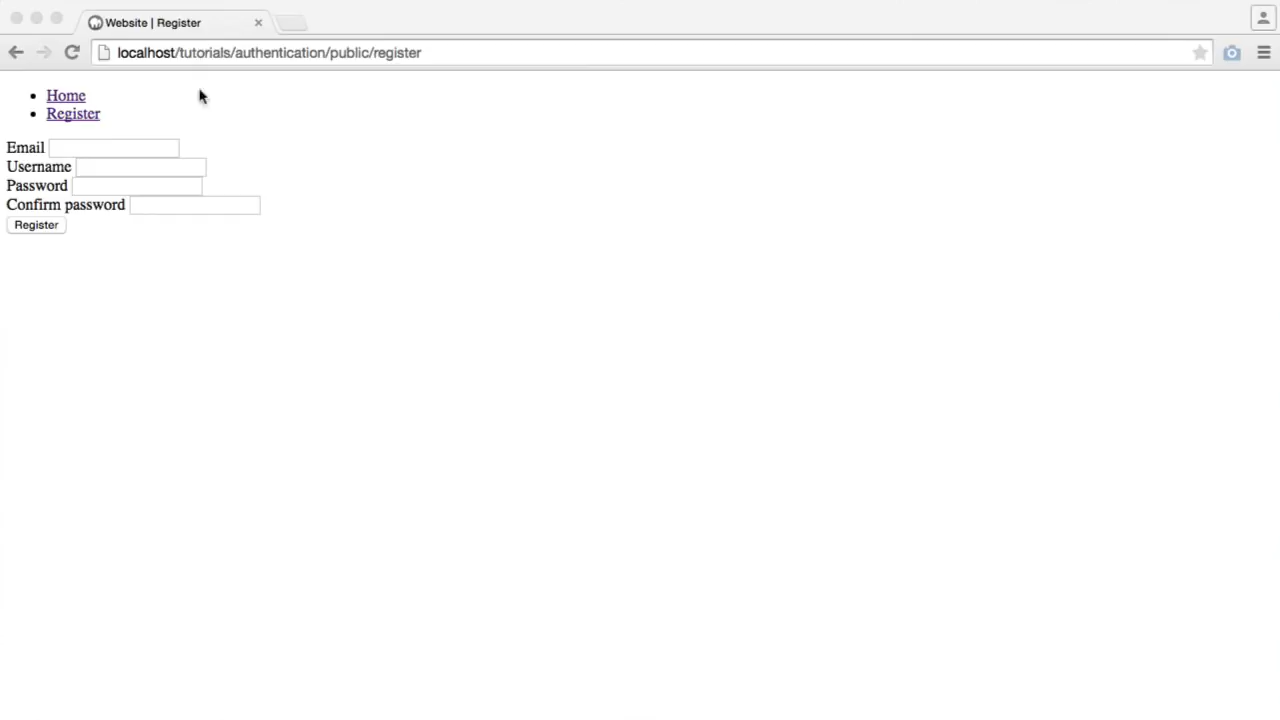 Website | Register
localhost/tutorials/authentication/public/register
Home
Register
Email
Username
Password
Confirm password
Register